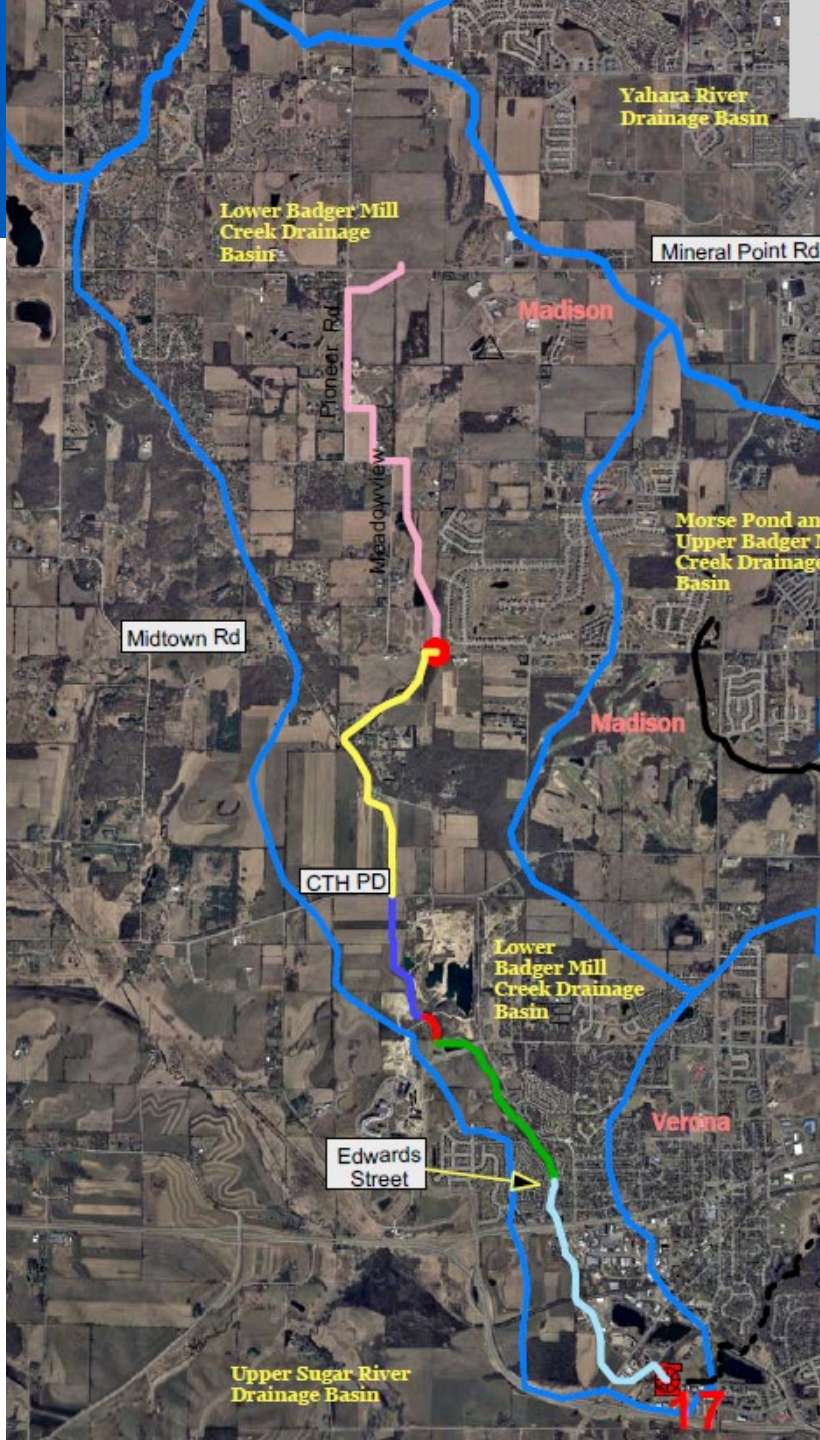 Yahara River
Drainage Basin
Lower Badger Mill
Creek Drainage
Basin
Mineral Point Rd
Madison
Pioneer Rd
Meadowview
Morse Pond an
Upper Badger M
Creek Drainage
Basin
Midtown Rd
Madison
CTH PD
Lower
Badger Mill
Creek Drainage
Basin
Verona
Edwards
Street
Upper Sugar River
Drainage Basin
17